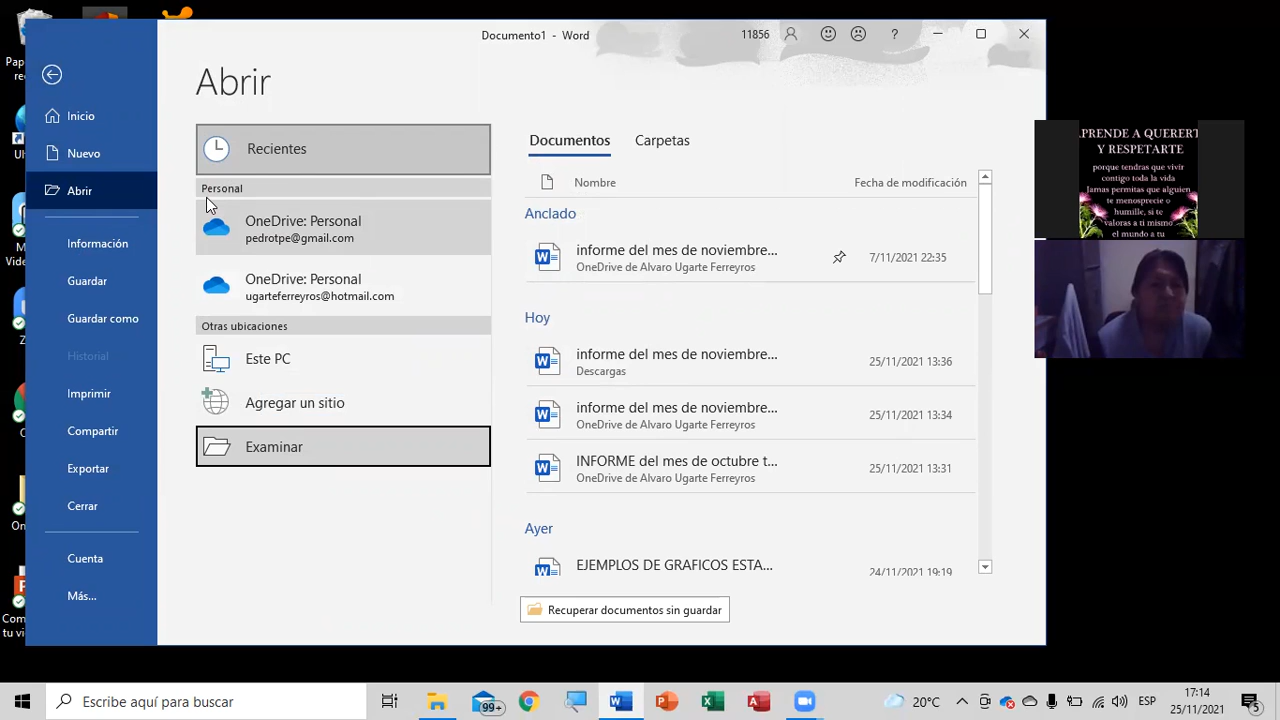 Documento1 - Word
11856
?
Abrir
Inicio
Nuevo
Abrir
Información
Guardar
Guardar como
Historial
Imprimir
Compartir
Exportar
Cerrar
Cuenta
Más...
Recientes
Personal
OneDrive: Personal
pedrotpe@gmail.com
OneDrive: Personal
ugarteferreyros@hotmail.com
Otras ubicaciones
Este PC
Agregar un sitio
Examinar
Documentos Carpetas
Nombre Fecha de modificación
Anclado
informe del mes de noviembre... 7/11/2021 22:35
OneDrive de Alvaro Ugarte Ferreyros
Hoy
informe del mes de noviembre... 25/11/2021 13:36
Descargas
informe del mes de noviembre... 25/11/2021 13:34
OneDrive de Alvaro Ugarte Ferreyros
INFORME del mes de octubre t... 25/11/2021 13:31
OneDrive de Alvaro Ugarte Ferreyros
Ayer
EJEMPLOS DE GRAFICOS ESTA... 24/11/2021 19:19
Recuperar documentos sin guardar
APRENDE A QUERERT
Y RESPETARTE
porque tendras que vivir
contigo toda la vida
Jamas permitas que alguien
te menosprecie o
humille, si te
valoras a ti mismo
el mundo a tu
Escribe aquí para buscar
99+
20°C
ESP
17:14
25/11/2021
5